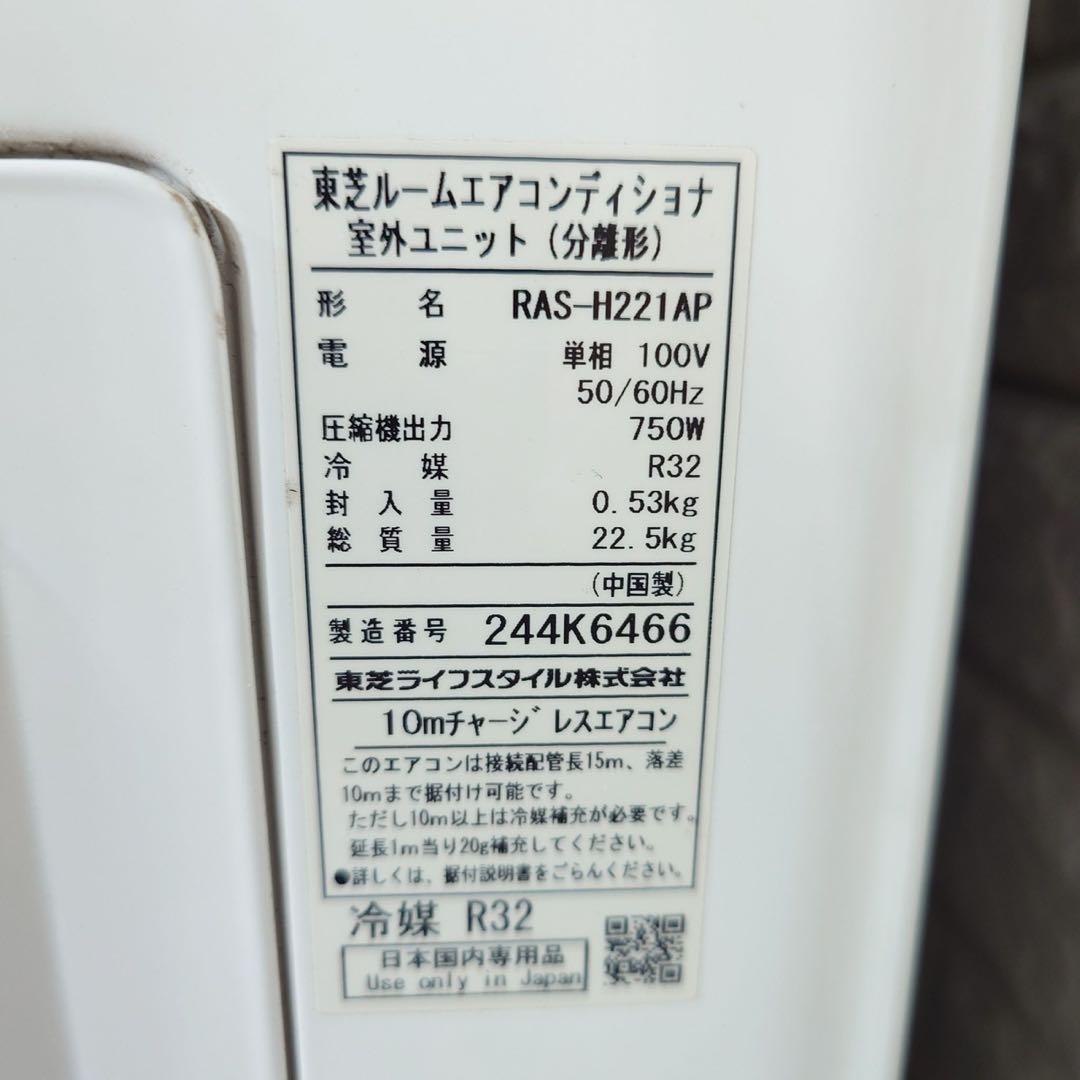 東芝ルームエアコンディショナ
室外ユニット（分離形）
形名 RAS-H221AP
電源 単相 100V
50/60Hz
圧縮機出力 750W
冷媒 R32
封入量 0.53kg
総質量 22.5kg
（中国製）
製造番号 244K6466
東芝ライフスタイル株式会社
10mチャージレスエアコン
このエアコンは接続配管長15m、落差
10mまで据付け可能です。
ただし10m以上は冷媒補充が必要です。
延長1m当り20g補充してください。
●詳しくは、据付説明書をごらんください。
冷媒 R32
日本国内専用品
Use only in Japan